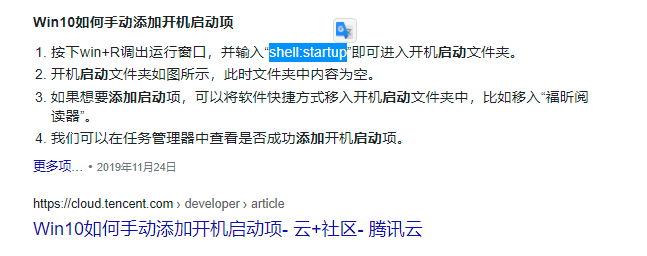 Win10如何手动添加开机启动项
1. 按下win+R调出运行窗口，并输入“shell:startup”即可进入开机启动文件夹。
2. 开机启动文件夹如图所示，此时文件夹中内容为空。
3. 如果想要添加启动项，可以将软件快捷方式移入开机启动文件夹中，比如移入“福昕阅
读器”。
4. 我们可以在任务管理器中查看是否成功添加开机启动项。
更多项... • 2019年11月24日
https://cloud.tencent.com › developer › article
Win10如何手动添加开机启动项- 云+社区- 腾讯云